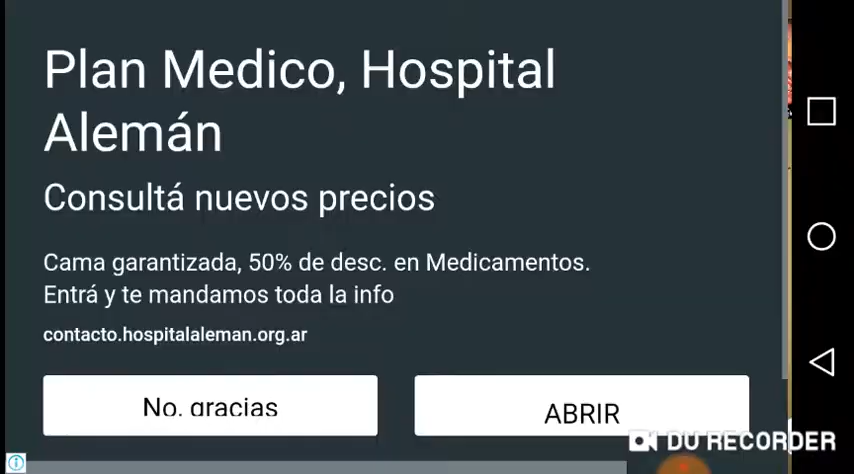 Plan Medico, Hospital
Alemán
Consultá nuevos precios
Cama garantizada, 50% de desc. en Medicamentos.
Entrá y te mandamos toda la info
contacto.hospitalaleman.org.ar
No, gracias
ABRIR
DU RECORDER